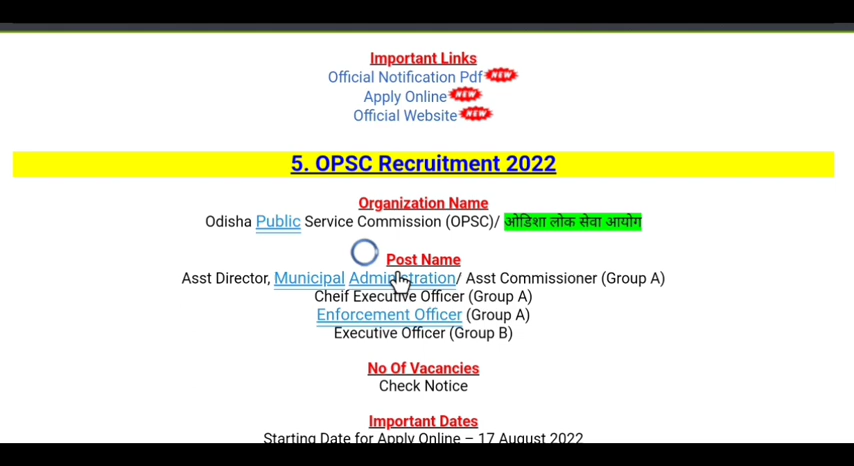 Important Links
Official Notification Pdf NEW
Apply Online NEW
Official Website NEW
5. OPSC Recruitment 2022
Organization Name
Odisha Public Service Commission (OPSC)/ ओडिशा लोक सेवा आयोग
Post Name
Asst Director, Municipal Administration/ Asst Commissioner (Group A)
Cheif Executive Officer (Group A)
Enforcement Officer (Group A)
Executive Officer (Group B)
No Of Vacancies
Check Notice
Important Dates
Starting Date for Apply Online – 17 August 2022